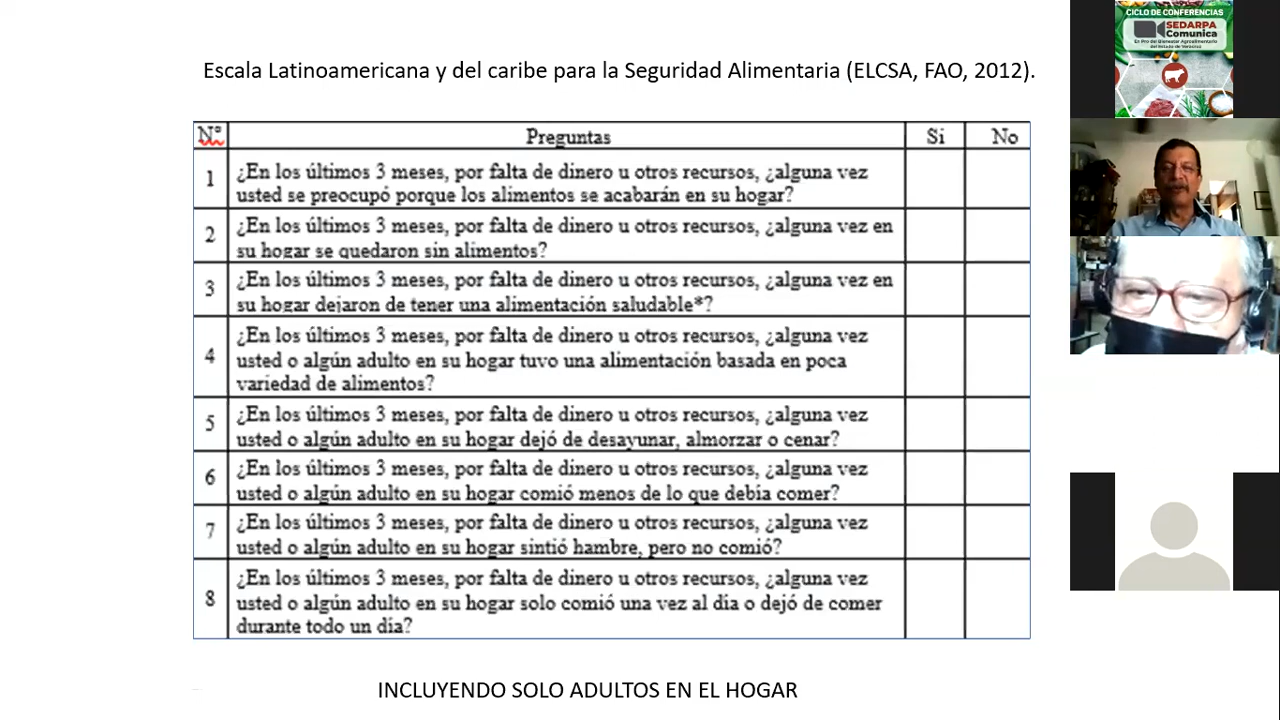 Escala Latinoamericana y del caribe para la Seguridad Alimentaria (ELCSA, FAO, 2012).
N° Preguntas Si No
1 ¿En los últimos 3 meses, por falta de dinero u otros recursos, ¿alguna vez
usted se preocupó porque los alimentos se acabarán en su hogar?
2 ¿En los últimos 3 meses, por falta de dinero u otros recursos, ¿alguna vez en
su hogar se quedaron sin alimentos?
3 ¿En los últimos 3 meses, por falta de dinero u otros recursos, ¿alguna vez en
su hogar dejaron de tener una alimentación saludable*?
4 ¿En los últimos 3 meses, por falta de dinero u otros recursos, ¿alguna vez
usted o algún adulto en su hogar tuvo una alimentación basada en poca
variedad de alimentos?
5 ¿En los últimos 3 meses, por falta de dinero u otros recursos, ¿alguna vez
usted o algún adulto en su hogar dejó de desayunar, almorzar o cenar?
6 ¿En los últimos 3 meses, por falta de dinero u otros recursos, ¿alguna vez
usted o algún adulto en su hogar comió menos de lo que debía comer?
7 ¿En los últimos 3 meses, por falta de dinero u otros recursos, ¿alguna vez
usted o algún adulto en su hogar sintió hambre, pero no comió?
8 ¿En los últimos 3 meses, por falta de dinero u otros recursos, ¿alguna vez
usted o algún adulto en su hogar solo comió una vez al día o dejó de comer
durante todo un día?
INCLUYENDO SOLO ADULTOS EN EL HOGAR
CICLO DE CONFERENCIAS
SEDARPA
Comunica
En Pro del Bienestar Agroalimentario
del Estado de Veracruz